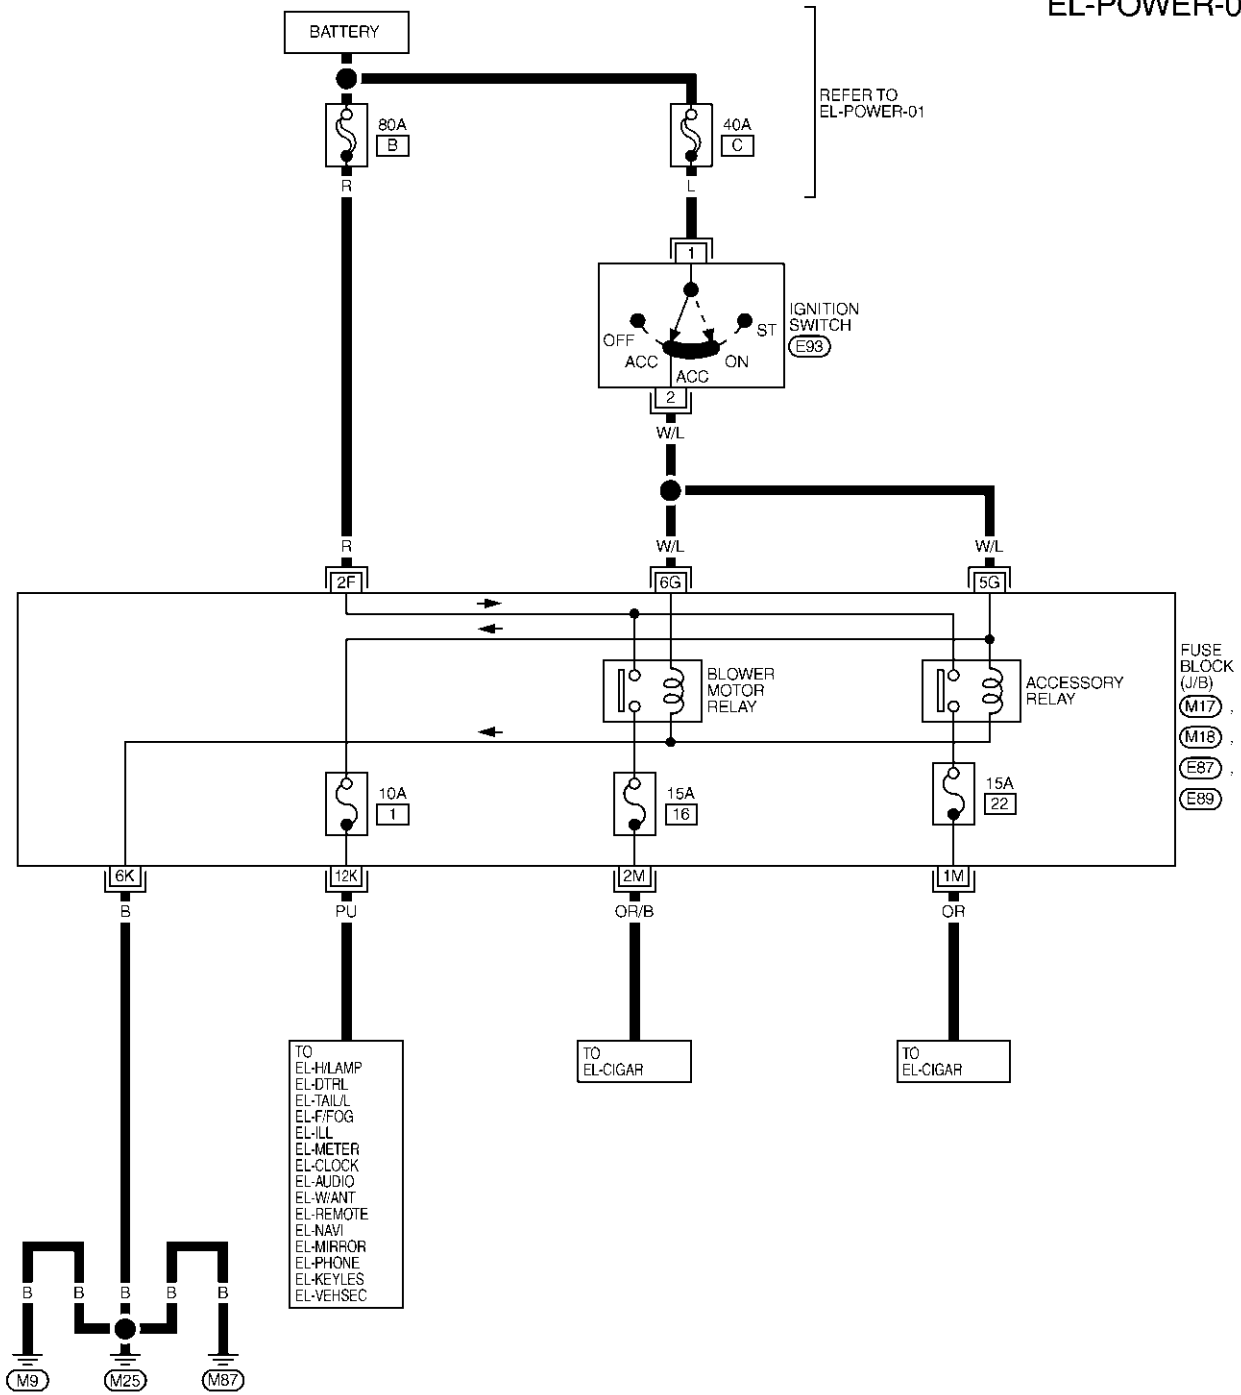 EL-POWER-0
BATTERY
REFER TO
EL-POWER-01
80A
B
40A
C
R
L
1
IGNITION
SWITCH
E93
OFF
ST
ACC
ON
ACC
2
W/L
R
W/L
W/L
2F
6G
5G
BLOWER
MOTOR
RELAY
ACCESSORY
RELAY
FUSE
BLOCK
(J/B)
M17 ,
M18 ,
E87 ,
E89
10A
1
15A
16
15A
22
6K
12K
2M
1M
B
PU
OR/B
OR
TO
EL-H/LAMP
EL-DTRL
EL-TAIL/L
EL-F/FOG
EL-ILL
EL-METER
EL-CLOCK
EL-AUDIO
EL-W/ANT
EL-REMOTE
EL-NAVI
EL-MIRROR
EL-PHONE
EL-KEYLES
EL-VEHSEC
TO
EL-CIGAR
TO
EL-CIGAR
B B B B B
M9
M25
M87